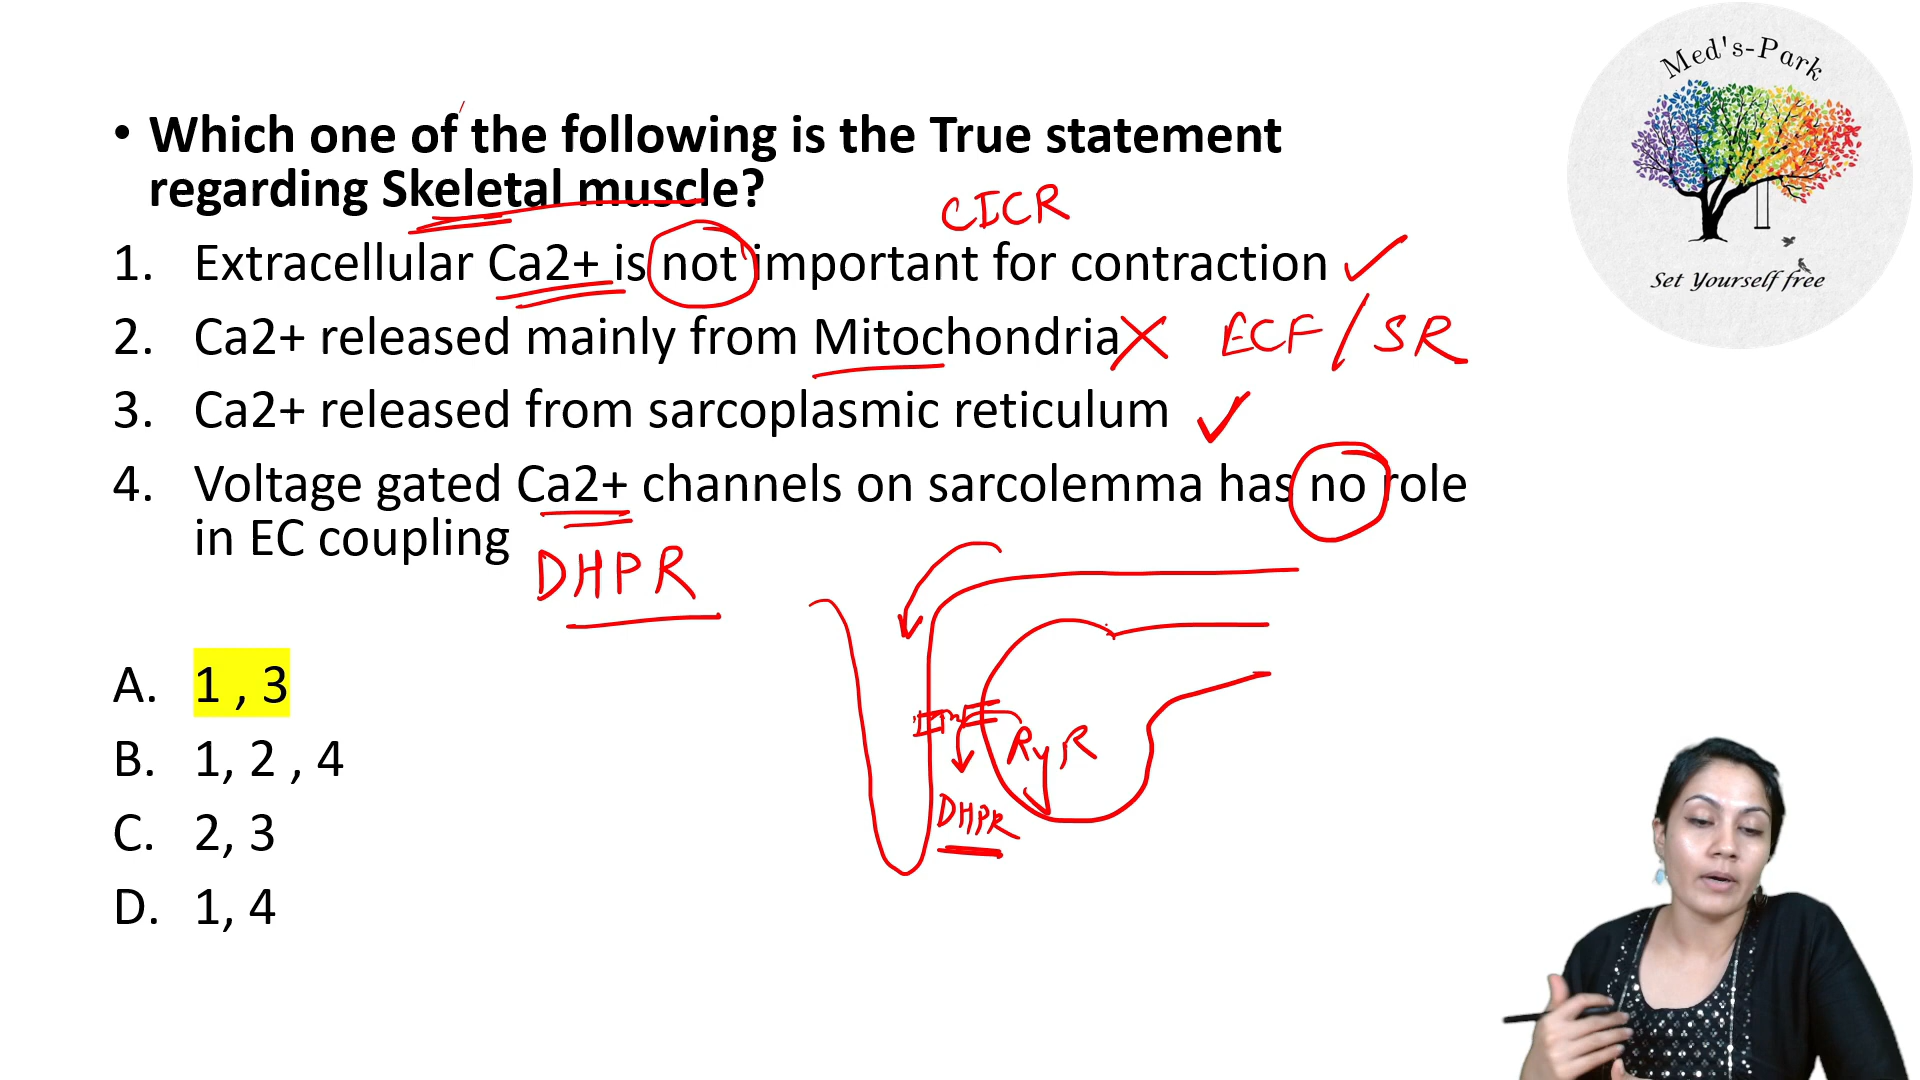 Med's-Park
Set Yourself free
• Which one of the following is the True statement
regarding Skeletal muscle?
CICR
1. Extracellular Ca2+ is not important for contraction
2. Ca2+ released mainly from Mitochondria
ECF / SR
3. Ca2+ released from sarcoplasmic reticulum
4. Voltage gated Ca2+ channels on sarcolemma has no role
in EC coupling
DHPR
RyR
DHPR
A. 1 , 3
B. 1, 2 , 4
C. 2, 3
D. 1, 4